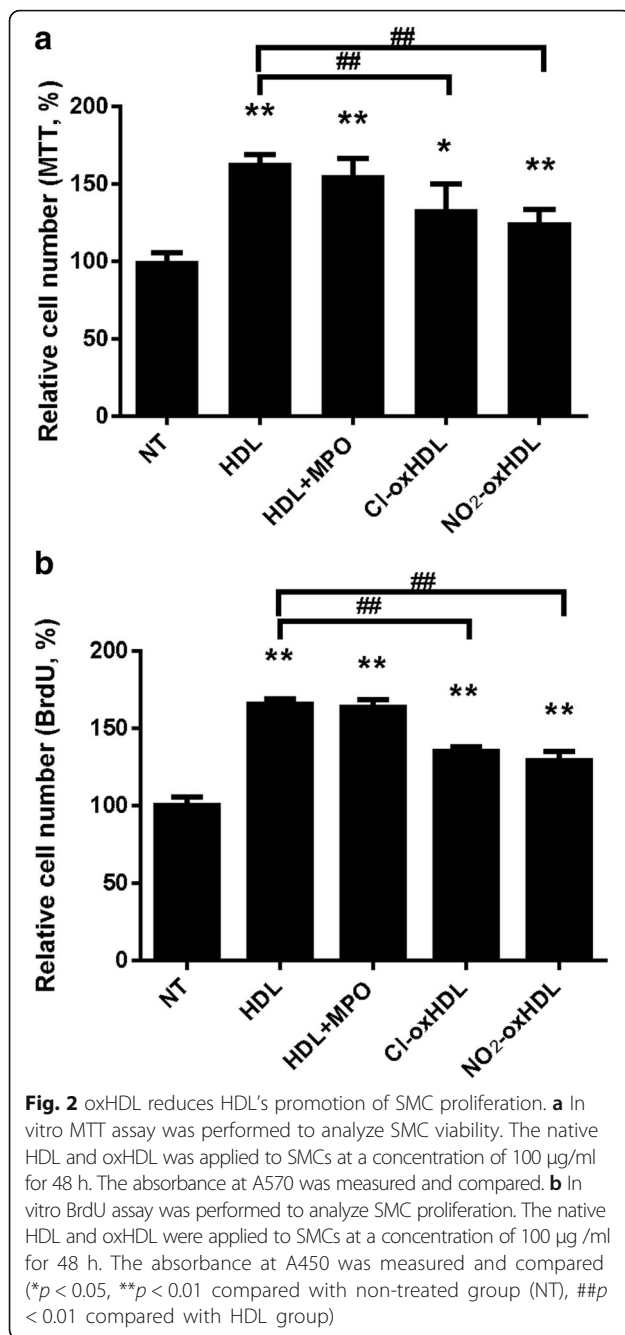 a
##
##
Relative cell number (MTT, %)
200
150
100
50
0
**
**
*
**
NT
HDL
HDL+MPO
Cl-oxHDL
NO₂-oxHDL
b
##
##
Relative cell number (BrdU, %)
200
150
100
50
0
**
**
**
**
NT
HDL
HDL+MPO
Cl-oxHDL
NO₂-oxHDL
Fig. 2 oxHDL reduces HDL’s promotion of SMC proliferation. a In
vitro MTT assay was performed to analyze SMC viability. The native
HDL and oxHDL was applied to SMCs at a concentration of 100 μg/ml
for 48 h. The absorbance at A570 was measured and compared. b In
vitro BrdU assay was performed to analyze SMC proliferation. The native
HDL and oxHDL were applied to SMCs at a concentration of 100 μg /ml
for 48 h. The absorbance at A450 was measured and compared
(*p < 0.05, **p < 0.01 compared with non-treated group (NT), ##p
< 0.01 compared with HDL group)